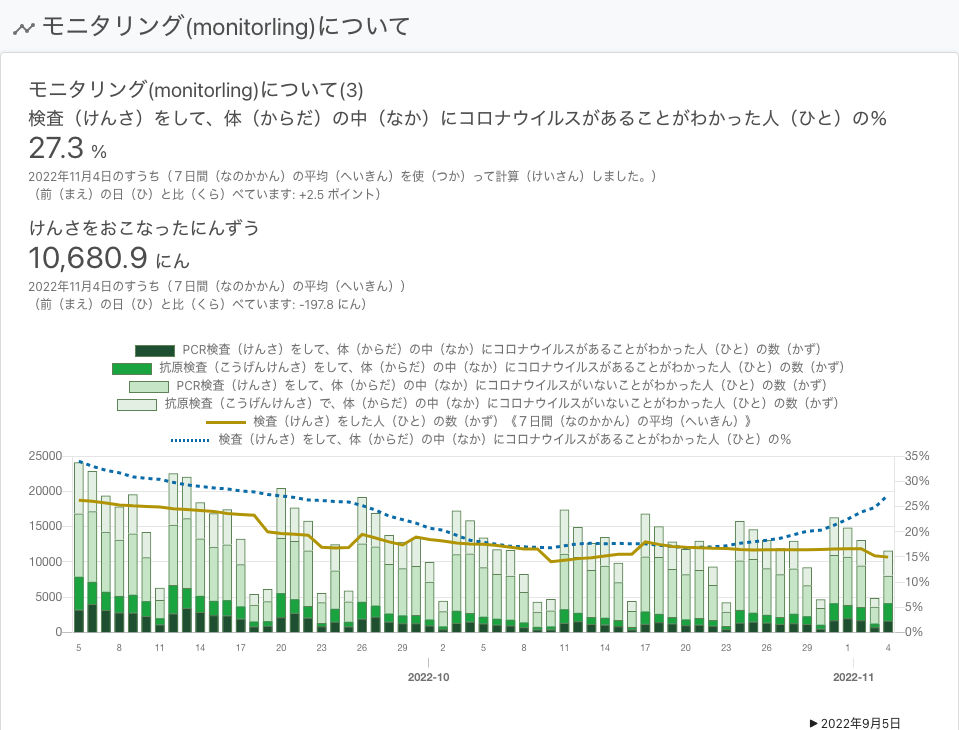 モニタリング(monitorling)について
モニタリング(monitorling)について(3)
検査（けんさ）をして、体（からだ）の中（なか）にコロナウイルスがあることがわかった人（ひと）の%
27.3 %
2022年11月4日のすうち（７日間（なのかかん）の平均（へいきん）を使（つか）って計算（けいさん）しました。）
（前（まえ）の日（ひ）と比（くら）べています: +2.5 ポイント）
けんさをおこなったにんずう
10,680.9 にん
2022年11月4日のすうち（７日間（なのかかん）の平均（へいきん））
（前（まえ）の日（ひ）と比（くら）べています: -197.8 にん）
PCR検査（けんさ）をして、体（からだ）の中（なか）にコロナウイルスがあることがわかった人（ひと）の数（かず）
抗原検査（こうげんけんさ）をして、体（からだ）の中（なか）にコロナウイルスがあることがわかった人（ひと）の数（かず）
PCR検査（けんさ）をして、体（からだ）の中（なか）にコロナウイルスがいないことがわかった人（ひと）の数（かず）
抗原検査（こうげんけんさ）で、体（からだ）の中（なか）にコロナウイルスがいないことがわかった人（ひと）の数（かず）
検査（けんさ）をした人（ひと）の数（かず）《７日間（なのかかん）の平均（へいきん）》
検査（けんさ）をして、体（からだ）の中（なか）にコロナウイルスがあることがわかった人（ひと）の%
25000 35%
30%
20000
25%
15000
20%
10000 15%
10%
5000
5%
0 0%
5 8 11 14 17 20 23 26 29 2 5 8 11 14 17 20 23 26 29 1 4
2022-10 2022-11
▶ 2022年9月5日